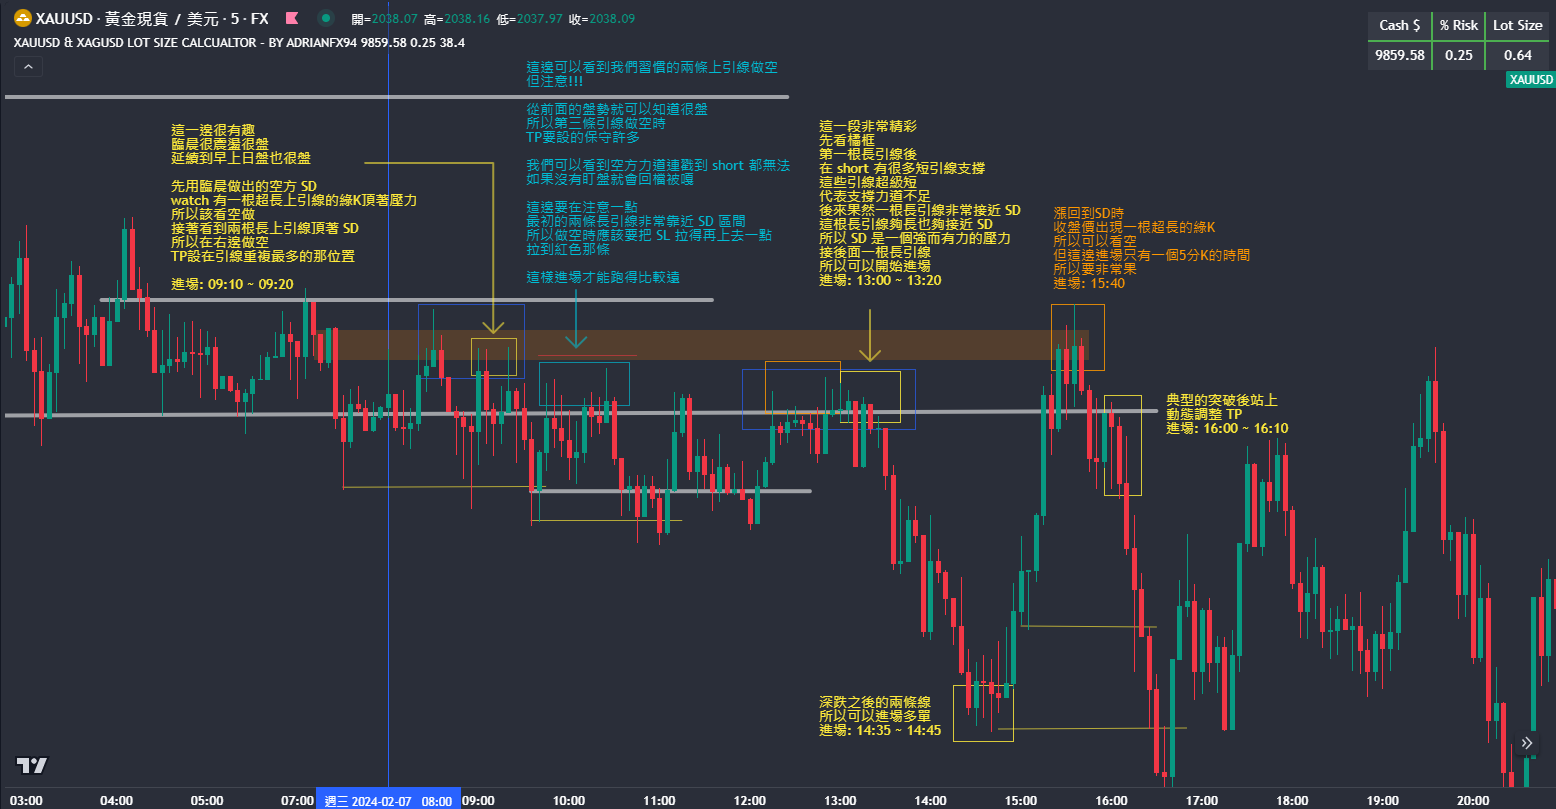 XAUUSD · 黃金現貨 / 美元 · 5 · FX 開=2038.07 高=2038.16 低=2037.97 收=2038.09
XAUUSD & XAGUSD LOT SIZE CALCUALTOR - BY ADRIANFX94 9859.58 0.25 38.4
Cash $ % Risk Lot Size
9859.58 0.25 0.64
XAUUSD
這一邊很有趣
臨晨很震盪很盤
延續到早上日盤也很盤
先用臨晨做出的空方 SD
watch 有一根超長上引線的綠K頂著壓力
所以該看空做
接著看到兩根長上引線頂著 SD
所以在右邊做空
TP設在引線重複最多的那位置
進場: 09:10 ~ 09:20
這邊可以看到我們習慣的兩條上引線做空
但注意!!!
從前面的盤勢就可以知道很盤
所以第三條引線做空時
TP要設的保守許多
我們可以看到空方力道連戳到 short 都無法
如果沒有盯盤就會回檔被嘎
這邊要在注意一點
最初的兩條長引線非常靠近 SD 區間
所以做空時應該要把 SL 拉得再上去一點
拉到紅色那條
這樣進場才能跑得比較遠
這一段非常精彩
先看橘框
第一根長引線後
在 short 有很多短引線支撐
這些引線超級短
代表支撐力道不足
後來果然一根長引線非常接近 SD
這根長引線夠長也夠接近 SD
所以 SD 是一個強而有力的壓力
接後面一根長引線
所以可以開始進場
進場: 13:00 ~ 13:20
漲回到SD時
收盤價出現一根超長的綠K
所以可以看空
但這邊進場只有一個5分K的時間
所以要非常果
進場: 15:40
典型的突破後站上
動態調整 TP
進場: 16:00 ~ 16:10
深跌之後的兩條線
所以可以進場多單
進場: 14:35 ~ 14:45
03:00 04:00 05:00 07:00 週三 2024-02-07 08:00 09:00 10:00 11:00 12:00 13:00 14:00 15:00 16:00 17:00 18:00 19:00 20:00